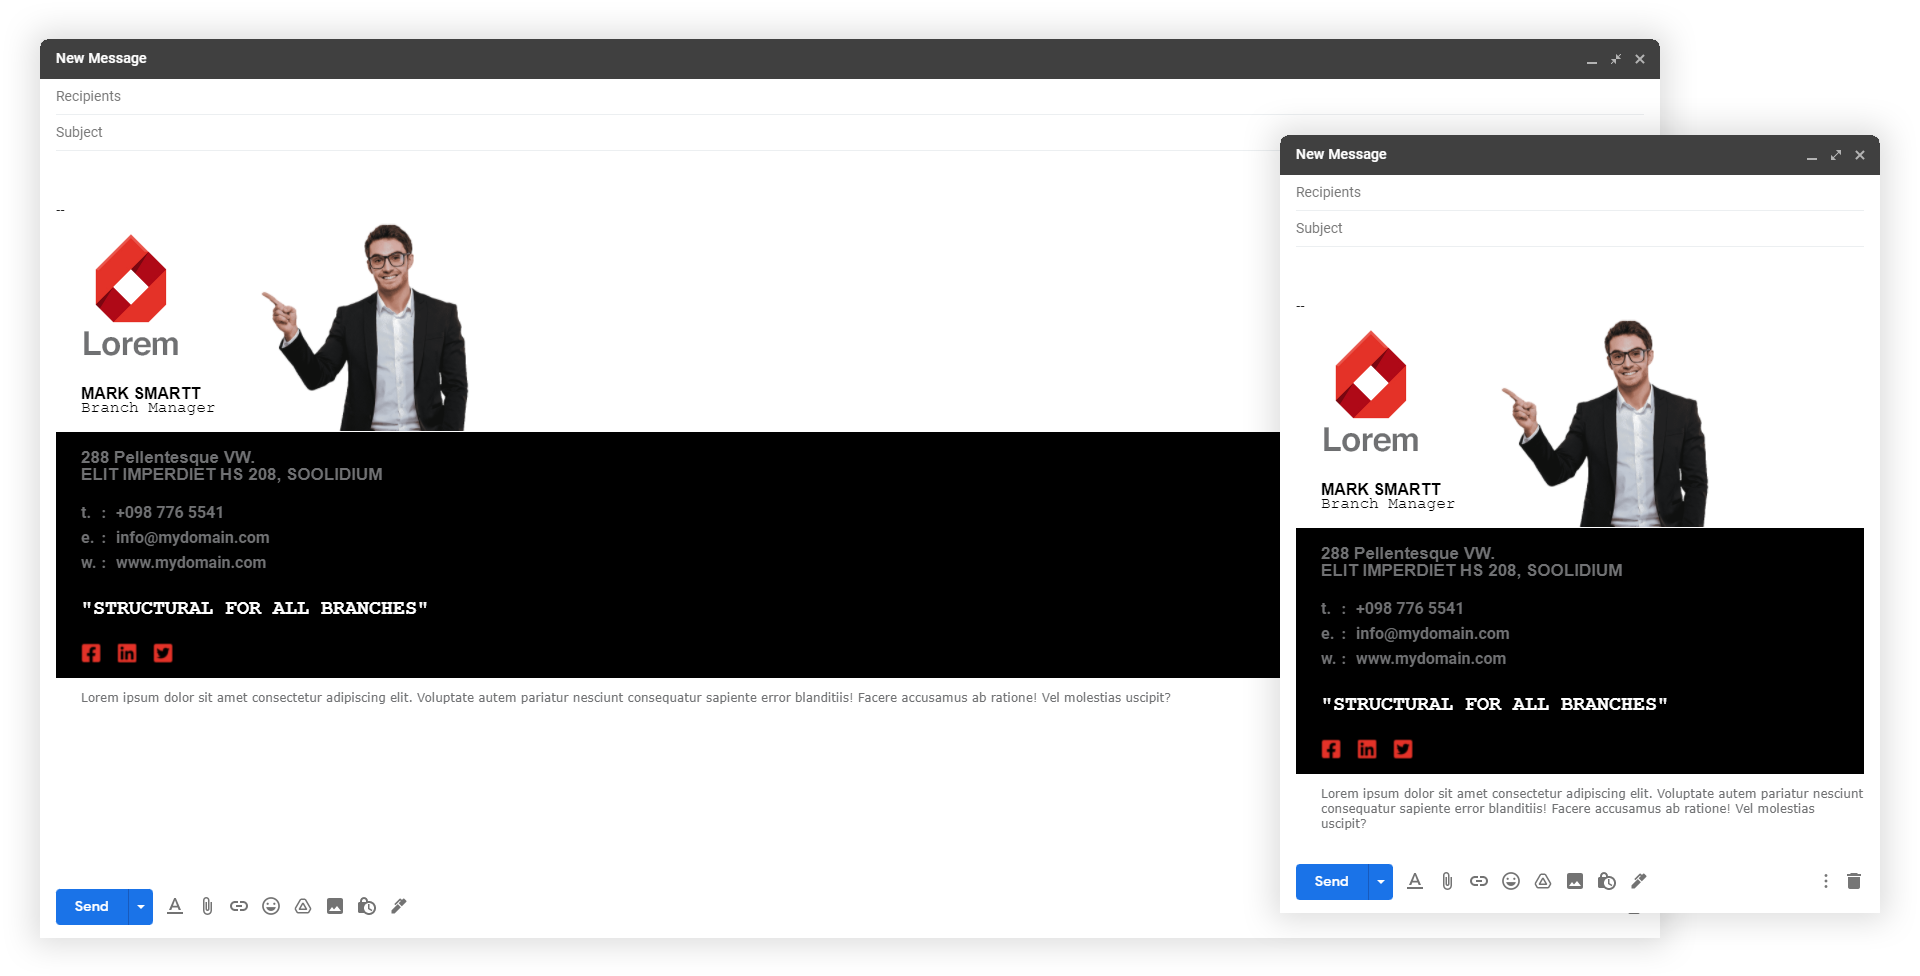 New Message
Recipients
Subject
--
Lorem
MARK SMARTT
Branch Manager
288 Pellentesque VW.
ELIT IMPERDIET HS 208, SOOLIDIUM
t. : +098 776 5541
e. : info@mydomain.com
w. : www.mydomain.com
"STRUCTURAL FOR ALL BRANCHES"
Lorem ipsum dolor sit amet consectetur adipiscing elit. Voluptate autem pariatur nesciunt consequatur sapiente error blanditiis! Facere accusamus ab ratione! Vel molestias uscipit?
Send
New Message
Recipients
Subject
--
Lorem
MARK SMARTT
Branch Manager
288 Pellentesque VW.
ELIT IMPERDIET HS 208, SOOLIDIUM
t. : +098 776 5541
e. : info@mydomain.com
w. : www.mydomain.com
"STRUCTURAL FOR ALL BRANCHES"
Lorem ipsum dolor sit amet consectetur adipiscing elit. Voluptate autem pariatur nesciunt
consequatur sapiente error blanditiis! Facere accusamus ab ratione! Vel molestias
uscipit?
Send